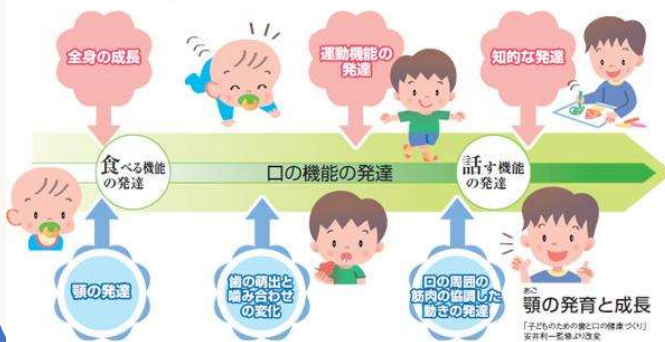 全身の成長
運動機能の
発達
知的な発達
食べる機能
の発達
口の機能の発達
話す機能
の発達
顎の発達
歯の萌出と
噛み合わせ
の変化
口の周囲の
筋肉の協調した
動きの発達
あご
顎の発育と成長
「子どものための歯と口の健康づくり」
安井利一監修より改変